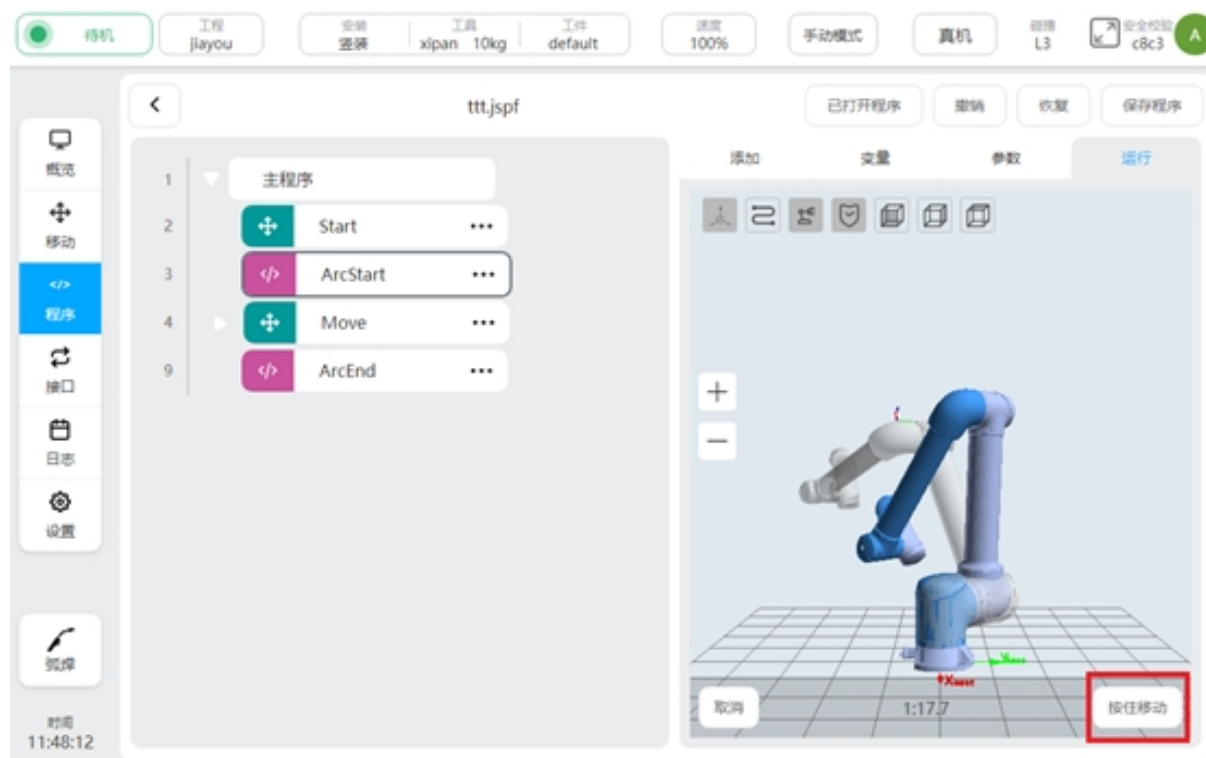 待机
工程
jiayou
安装
竖装
工具
xipan 10kg
工件
default
速度
100%
手动模式
真机
碰撞
L3
安全校验
c8c3
A
ttt.jspf
已打开程序
撤销
恢复
保存程序
概览
移动
</>
程序
接口
日志
设置
弧焊
时间
11:48:12
1 主程序
2 Start •••
3 </> ArcStart •••
4 Move •••
9 </> ArcEnd •••
添加
变量
参数
运行
取消
1:17.7
按住移动